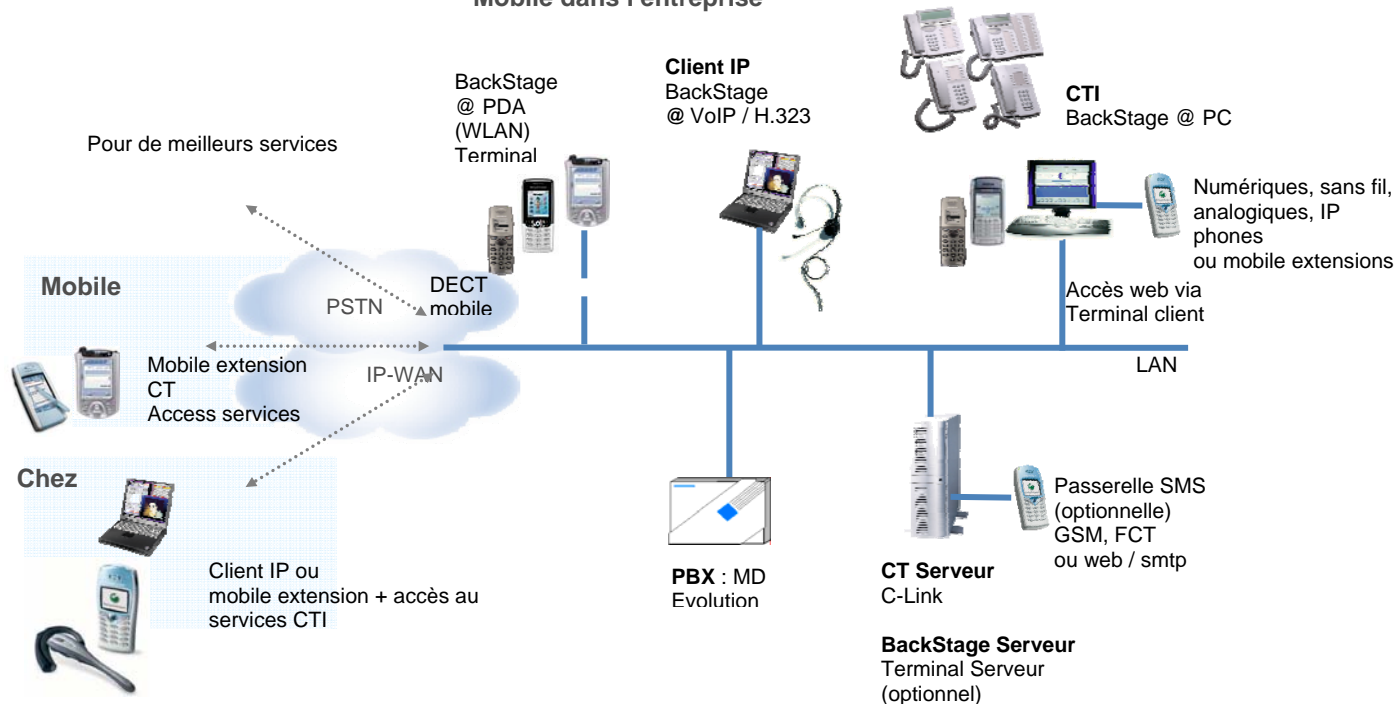 Mobile dans l'entreprise
BackStage
@ PDA
(WLAN)
Terminal
Client IP
BackStage
@ VoIP / H.323
CTI
BackStage @ PC
Pour de meilleurs services
Numériques, sans fil,
analogiques, IP
phones
ou mobile extensions
Mobile
PSTN
DECT
mobile
Accès web via
Terminal client
LAN
IP-WAN
Mobile extension
CT
Access services
Chez
Client IP ou
mobile extension + accès au
services CTI
PBX : MD
Evolution
CT Serveur
C-Link
BackStage Serveur
Terminal Serveur
(optionnel)
Passerelle SMS
(optionnelle)
GSM, FCT
ou web / smtp